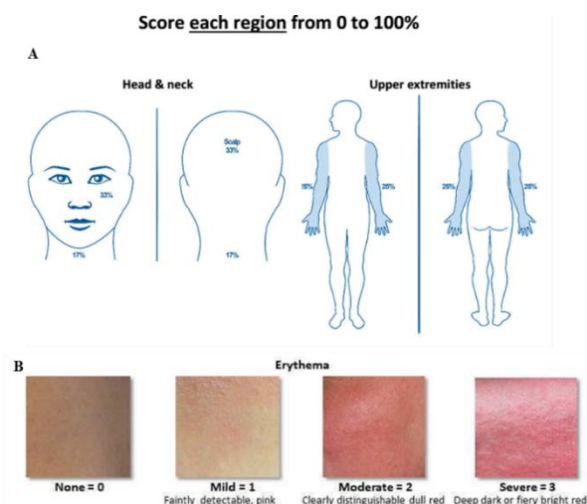 Score each region from 0 to 100%
A
Head & neck
Upper extremities
Scalp
33%
33%
17%
17%
25%
25%
25%
B
Erythema
None = 0
Mild = 1
Faintly detectable, pink
Moderate = 2
Clearly distinguishable dull red
Severe = 3
Deep dark or fiery bright red